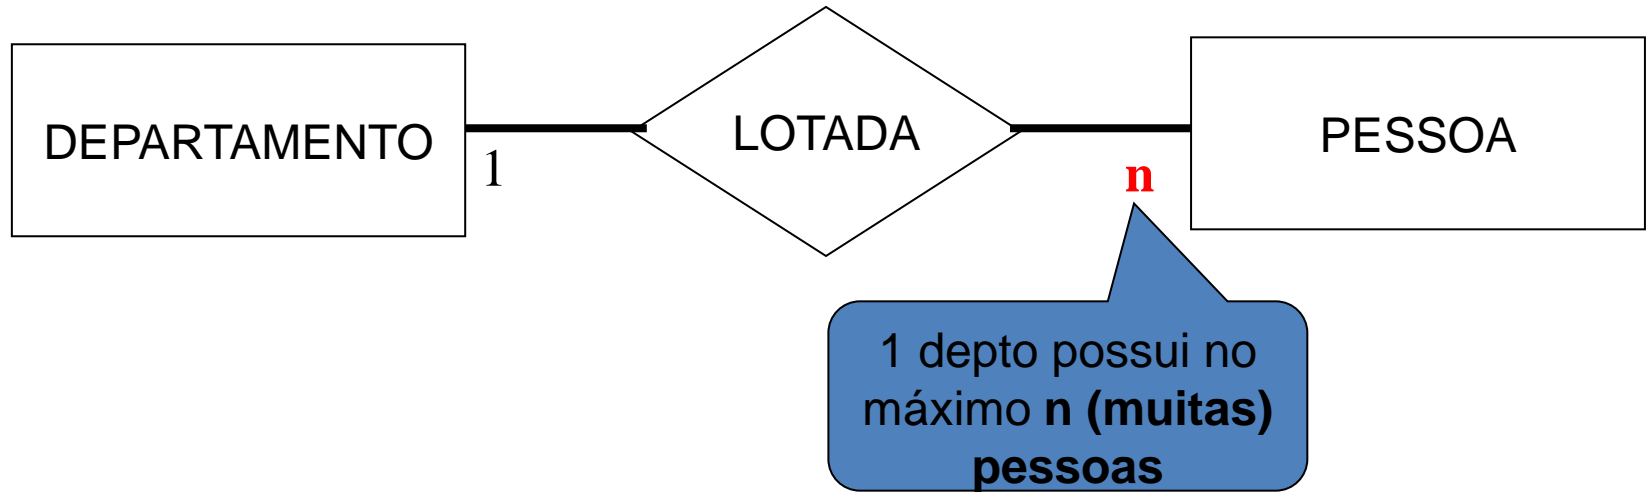 DEPARTAMENTO
LOTADA
PESSOA
1
n
1 depto possui no
máximo n (muitas)
pessoas